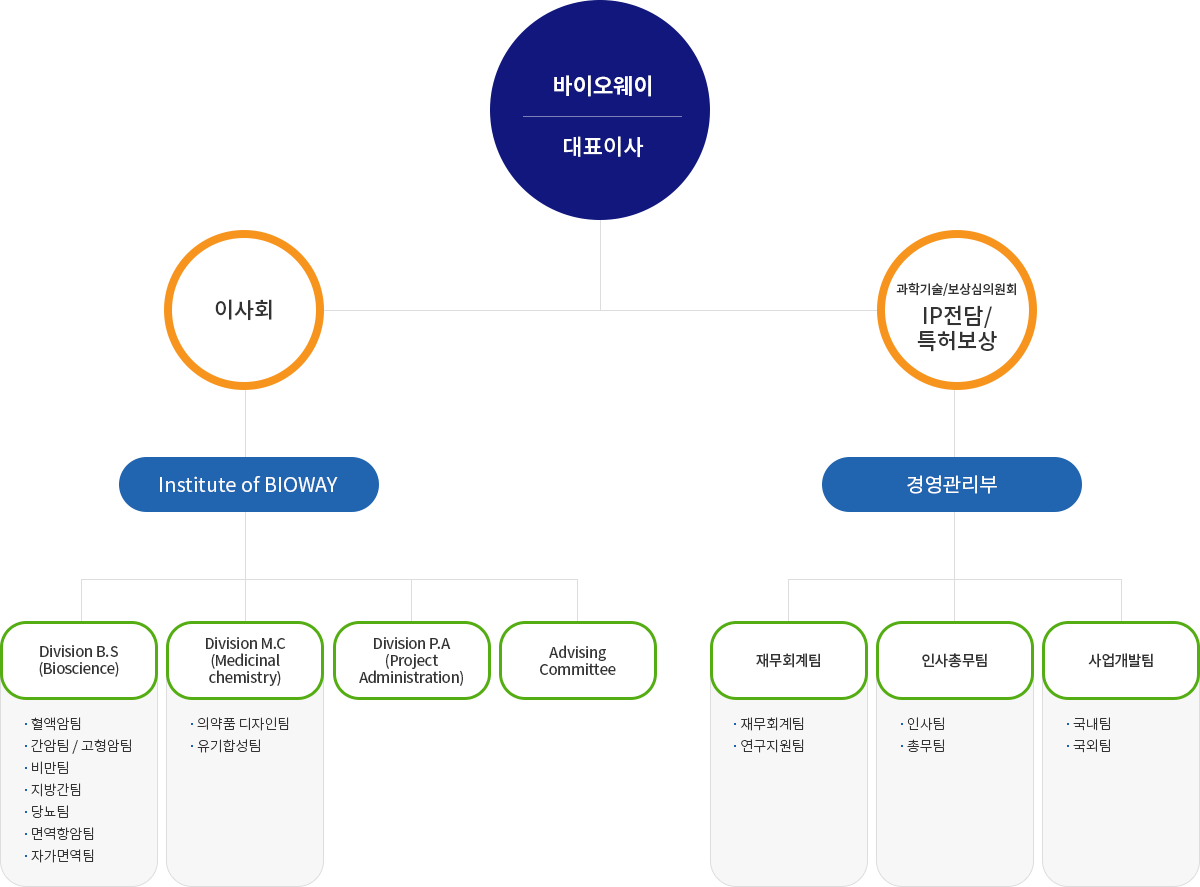 바이오웨이
대표이사
이사회
과학기술/보상심의원회
IP전담/
특허보상
Institute of BIOWAY
경영관리부
Division B.S
(Bioscience)
Division M.C
(Medicinal
chemistry)
Division P.A
(Project
Administration)
Advising
Committee
재무회계팀
인사총무팀
사업개발팀
· 혈액암팀
· 간암팀 / 고형암팀
· 비만팀
· 지방간팀
· 당뇨팀
· 면역항암팀
· 자가면역팀
· 의약품 디자인팀
· 유기합성팀
· 재무회계팀
· 연구지원팀
· 인사팀
· 총무팀
· 국내팀
· 국외팀